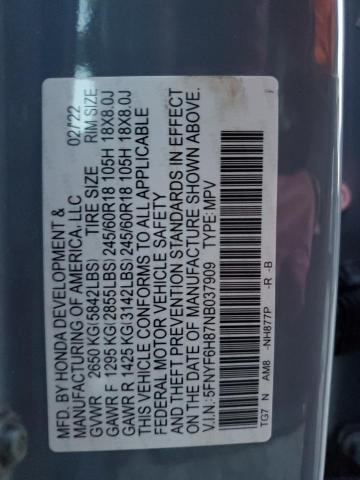 MFD. BY HONDA DEVELOPMENT & 02/22
MANUFACTURING OF AMERICA, LLC
TIRE SIZE RIM SIZE
GVWR 2650 KG(5842LBS)
GAWR F 1295 KG(2855LBS) 245/60R18 105H 18X8.0J
GAWR R 1425 KG(3142LBS) 245/60R18 105H 18X8.0J
THIS VEHICLE CONFORMS TO ALL APPLICABLE
FEDERAL MOTOR VEHICLE SAFETY
AND THEFT PREVENTION STANDARDS IN EFFECT
ON THE DATE OF MANUFACTURE SHOWN ABOVE.
V.I.N.:5FNYF6H87NB037909 TYPE:MPV
TG7 N AM8 -NH877P -R -B